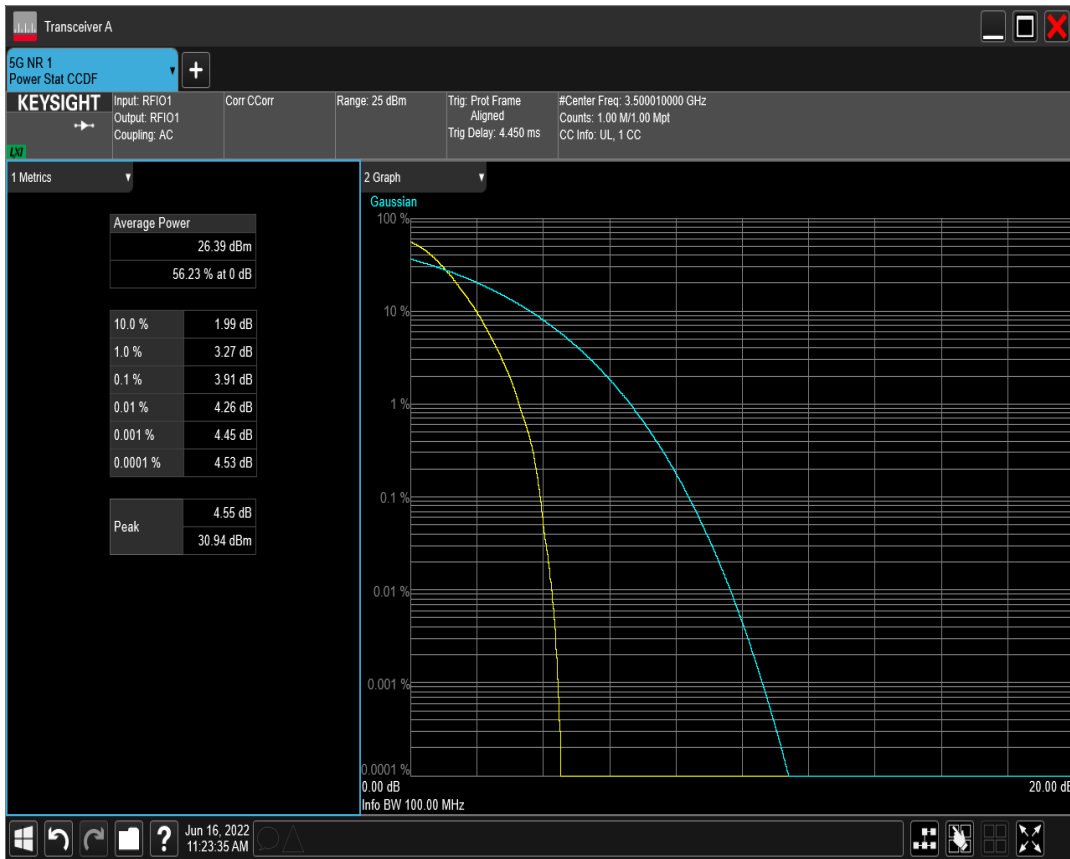 Transceiver A
5G NR 1
Power Stat CCDF
+
KEYSIGHT
LXI
Input: RFIO1
Output: RFIO1
Coupling: AC
Corr CCorr
Range: 25 dBm
Trig: Prot Frame
Aligned
Trig Delay: 4.450 ms
#Center Freq: 3.500010000 GHz
Counts: 1.00 M/1.00 Mpt
CC Info: UL, 1 CC
1 Metrics
Average Power
26.39 dBm
56.23 % at 0 dB
10.0 % 1.99 dB
1.0 % 3.27 dB
0.1 % 3.91 dB
0.01 % 4.26 dB
0.001 % 4.45 dB
0.0001 % 4.53 dB
Peak
4.55 dB
30.94 dBm
2 Graph
Gaussian
100 %
10 %
1 %
0.1 %
0.01 %
0.001 %
0.0001 %
0.00 dB 20.00 dB
Info BW 100.00 MHz
?
Jun 16, 2022
11:23:35 AM